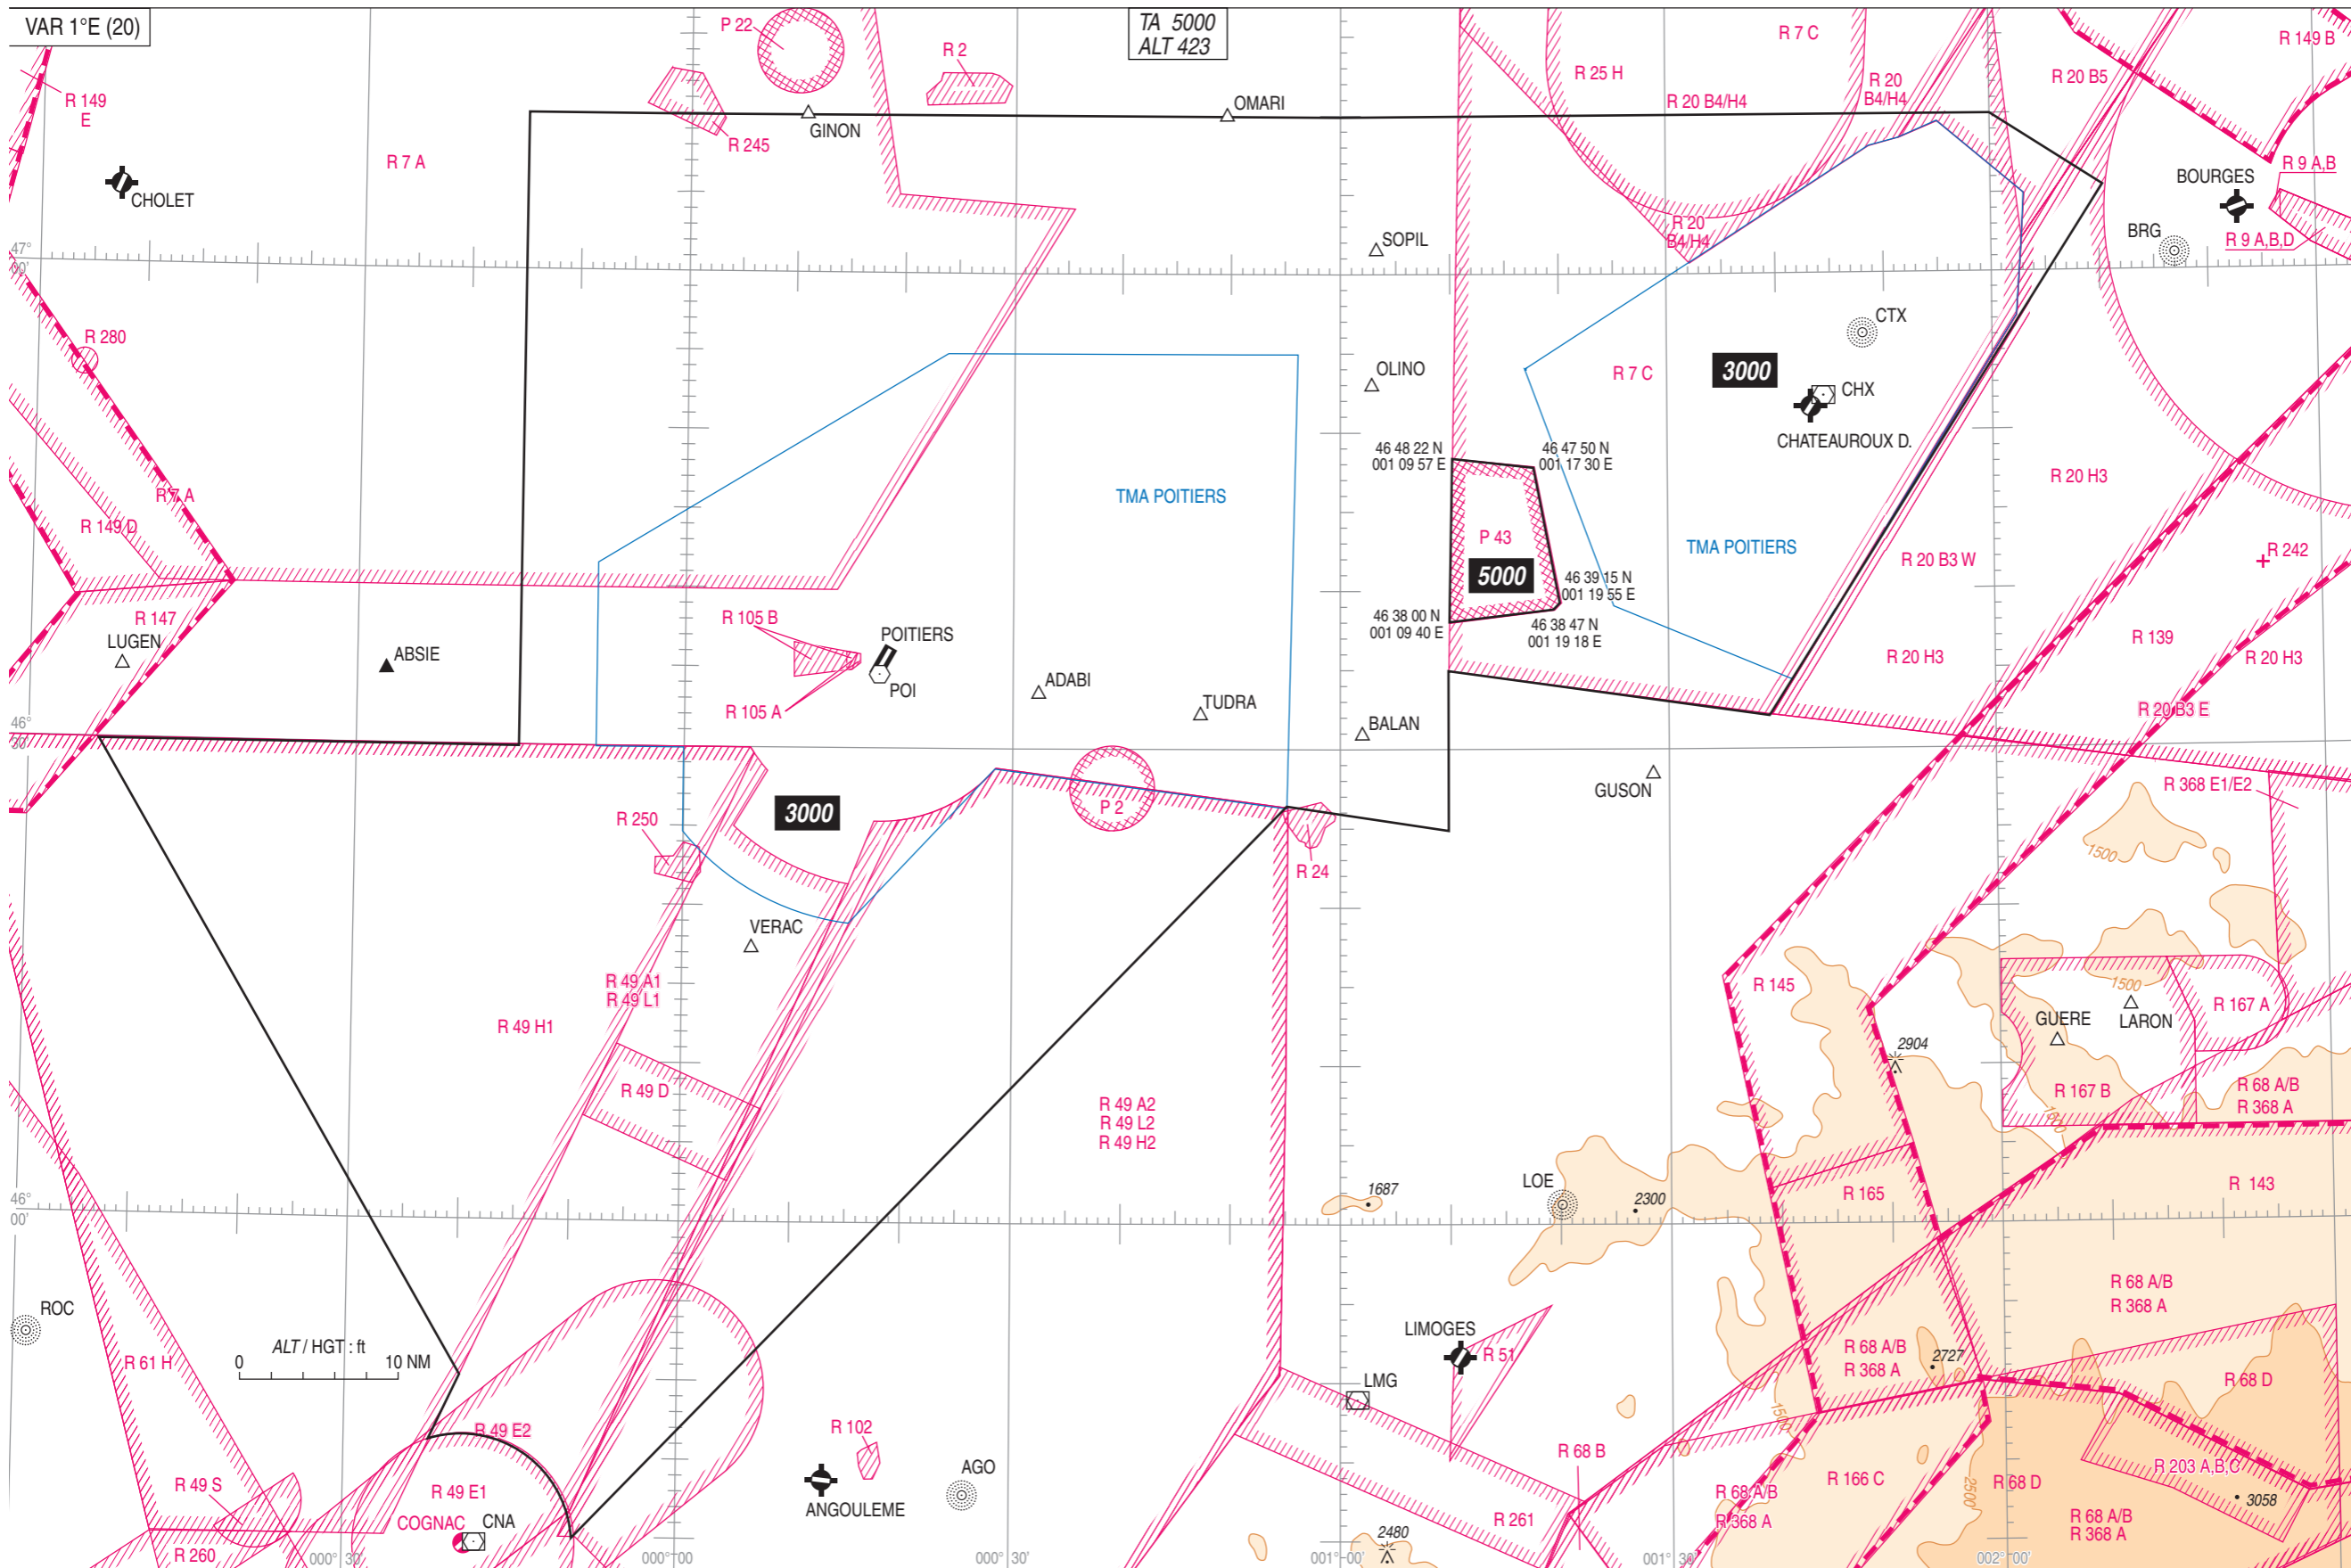 VAR 1°E (20)
P 22
R 2
TA 5000
ALT 423
R 7 C
R 149 B
R 25 H
R 20
B4/H4
R 20 B5
R 149
E
R 20 B4/H4
OMARI
GINON
R 245
R 7 A
CHOLET
R 9 A,B
BOURGES
BRG
R 9 A,B,D
R 20
B4/H4
SOPIL
47°
00'
R 280
CTX
OLINO
R 7 C
3000
CHX
CHATEAUROUX D.
46 48 22 N
001 09 57 E
46 47 50 N
001 17 30 E
R 7 A
R 149 D
TMA POITIERS
R 20 H3
P 43
TMA POITIERS
R 20 B3 W
R 242
5000
46 39 15 N
001 19 55 E
46 38 00 N
001 09 40 E
46 38 47 N
001 19 18 E
R 147
LUGEN
ABSIE
R 105 B
POITIERS
POI
R 105 A
ADABI
TUDRA
BALAN
R 139
R 20 H3
R 20 H3
R 20 B3 E
46°
30'
GUSON
R 368 E1/E2
R 250
3000
P 2
R 24
1500
VERAC
R 49 A1
R 49 L1
R 49 H1
R 145
1500
R 167 A
GUERE
LARON
2904
R 49 D
R 167 B
R 68 A/B
R 368 A
1500
R 49 A2
R 49 L2
R 49 H2
1687
LOE
2300
R 165
R 143
46°
00'
ROC
ALT / HGT : ft
0
10 NM
R 61 H
R 68 A/B
R 368 A
LIMOGES
R 51
LMG
R 68 A/B
R 368 A
2727
R 68 D
1500
R 49 E2
R 102
R 68 B
R 49 S
R 49 E1
COGNAC
CNA
ANGOULEME
AGO
R 261
R 68 A/B
R 368 A
R 166 C
2500
R 68 D
R 203 A,B,C
3058
R 68 A/B
R 368 A
R 260
2480
000° 30'
000° 00'
000° 30'
001° 00'
001° 30'
002° 00'